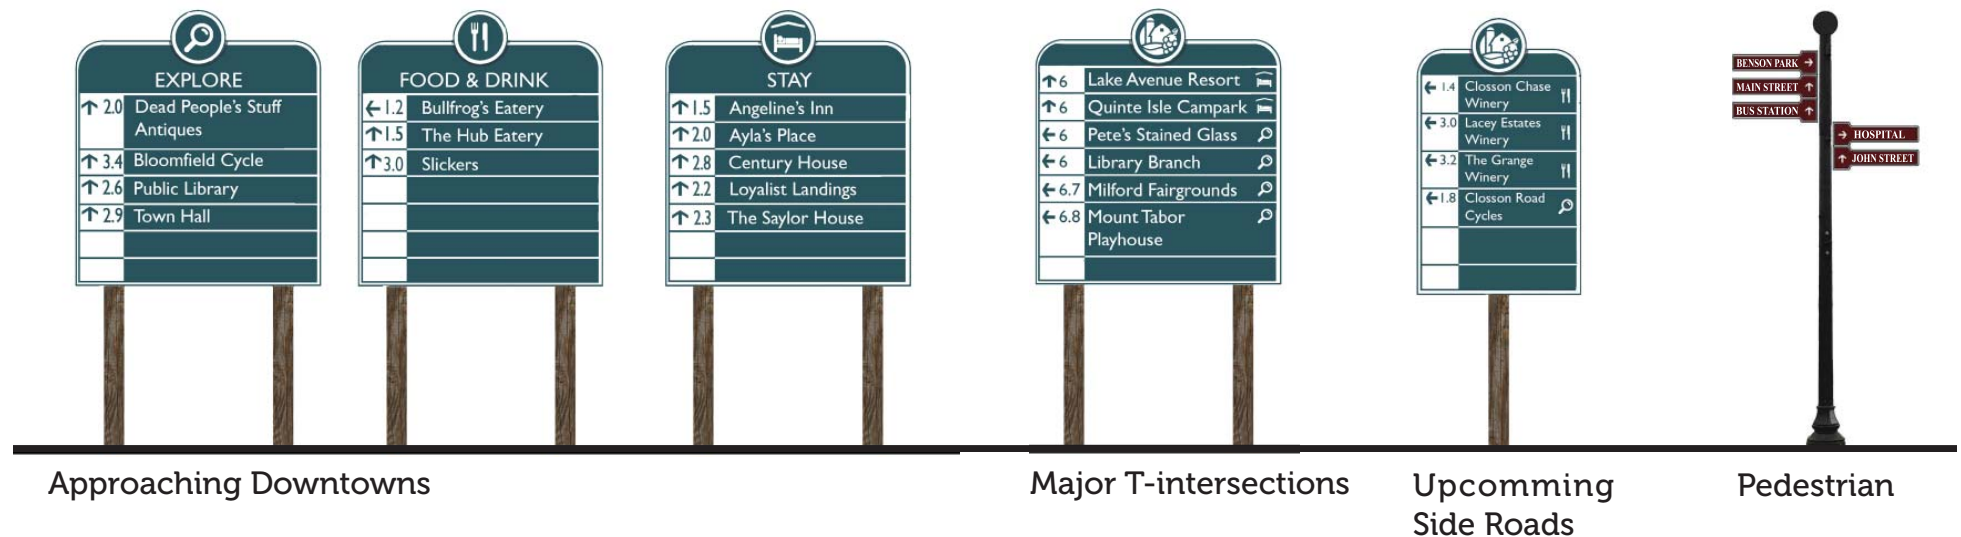 EXPLORE
↑ 2.0 Dead People's Stuff
Antiques
↑ 3.4 Bloomfield Cycle
↑ 2.6 Public Library
↑ 2.9 Town Hall
FOOD & DRINK
← 1.2 Bullfrog's Eatery
↑ 1.5 The Hub Eatery
↑ 3.0 Slickers
STAY
↑ 1.5 Angeline's Inn
↑ 2.0 Ayla's Place
↑ 2.8 Century House
↑ 2.2 Loyalist Landings
↑ 2.3 The Saylor House
↑ 6 Lake Avenue Resort
↑ 6 Quinte Isle Campark
← 6 Pete's Stained Glass
← 6 Library Branch
← 6.7 Milford Fairgrounds
← 6.8 Mount Tabor
Playhouse
← 1.4 Closson Chase
Winery
← 3.0 Lacey Estates
Winery
← 3.2 The Grange
Winery
← 1.8 Closson Road
Cycles
BENSON PARK →
MAIN STREET ↑
BUS STATION ↑
→ HOSPITAL
↑ JOHN STREET
Approaching Downtowns
Major T-intersections
Upcomming
Side Roads
Pedestrian